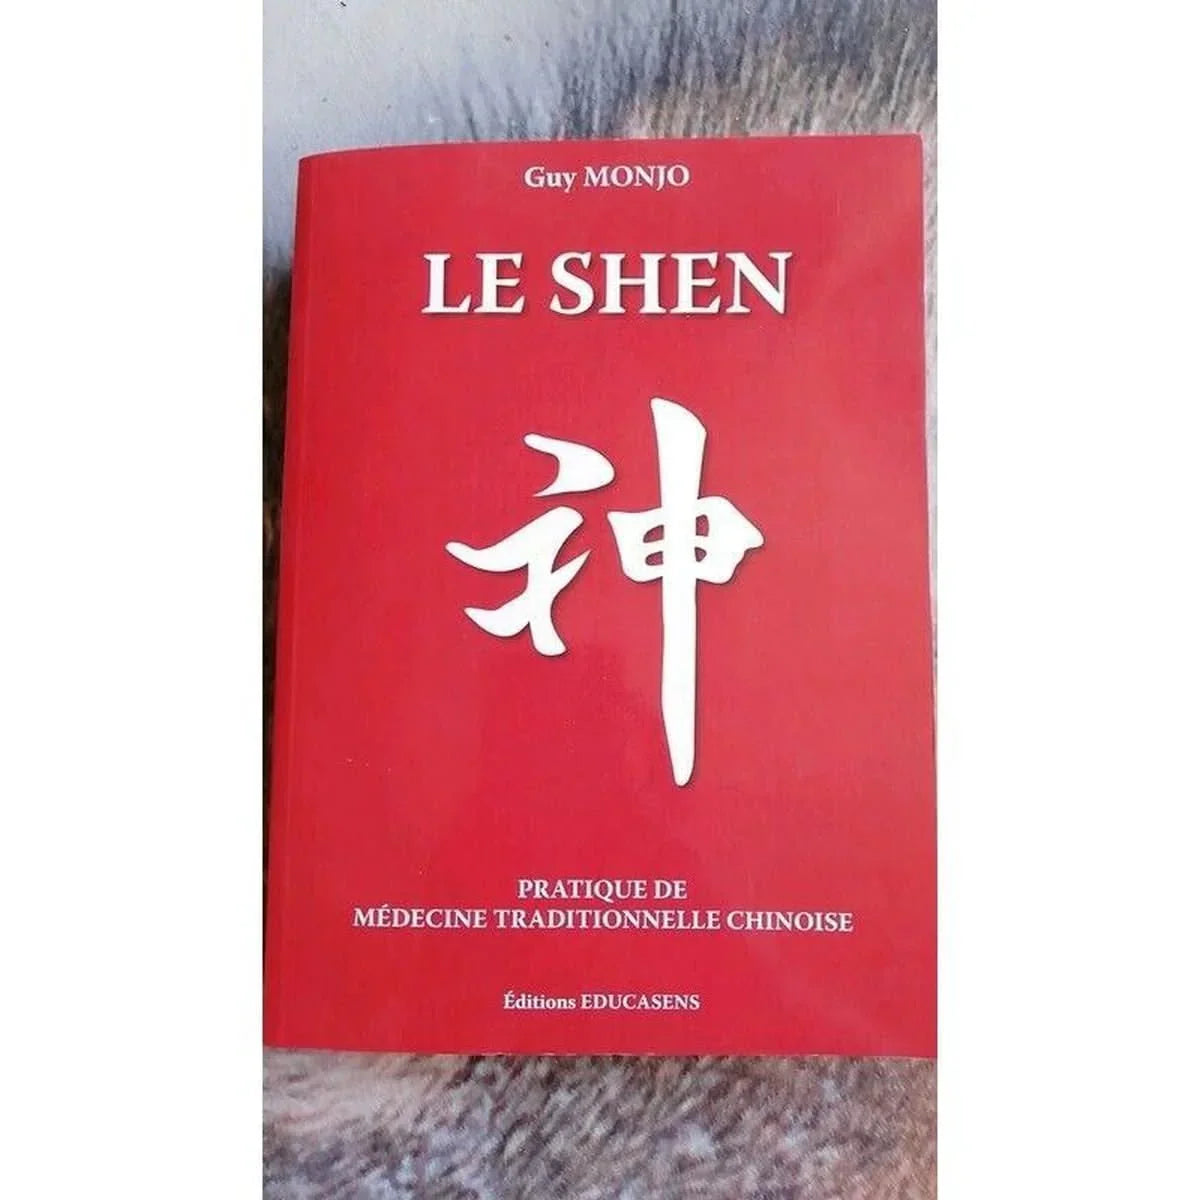 Guy MONJO
LE SHEN
神
PRATIQUE DE
MÉDECINE TRADITIONNELLE CHINOISE
Éditions EDUCASENS